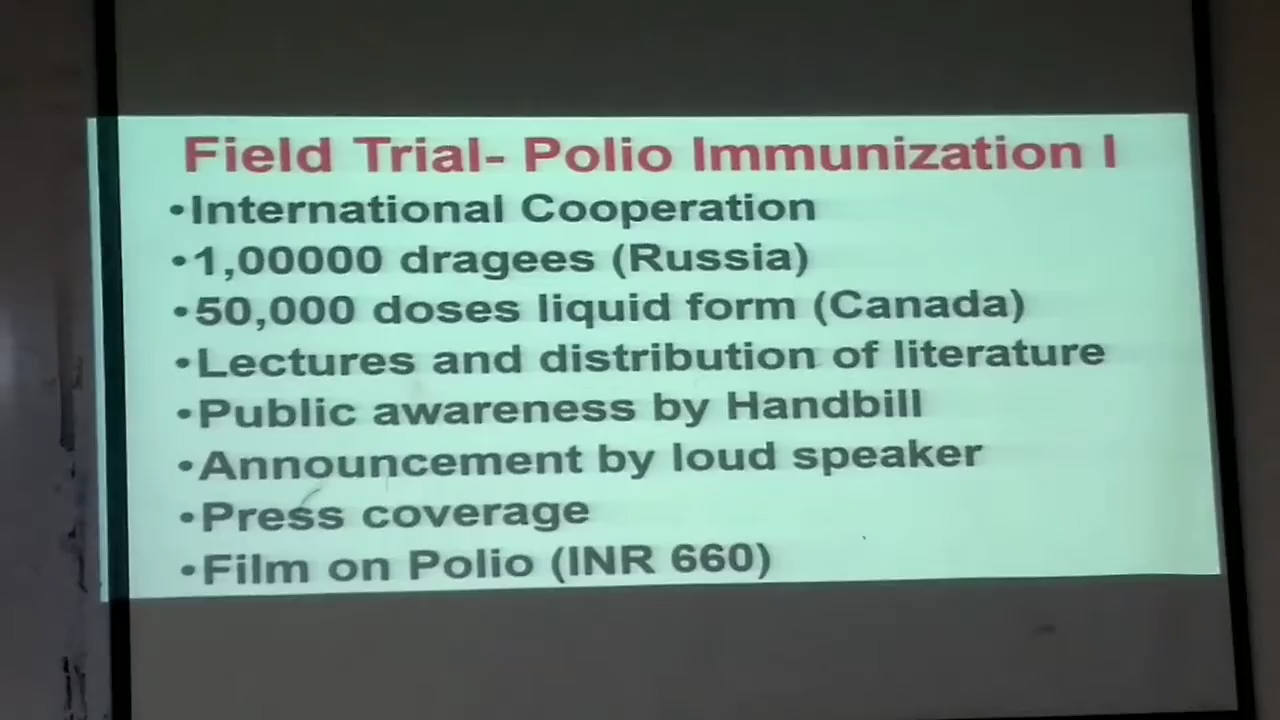 Field Trial- Polio Immunization I
•International Cooperation
•1,00000 dragees (Russia)
•50,000 doses liquid form (Canada)
•Lectures and distribution of literature
•Public awareness by Handbill
•Announcement by loud speaker
•Press coverage
•Film on Polio (INR 660)